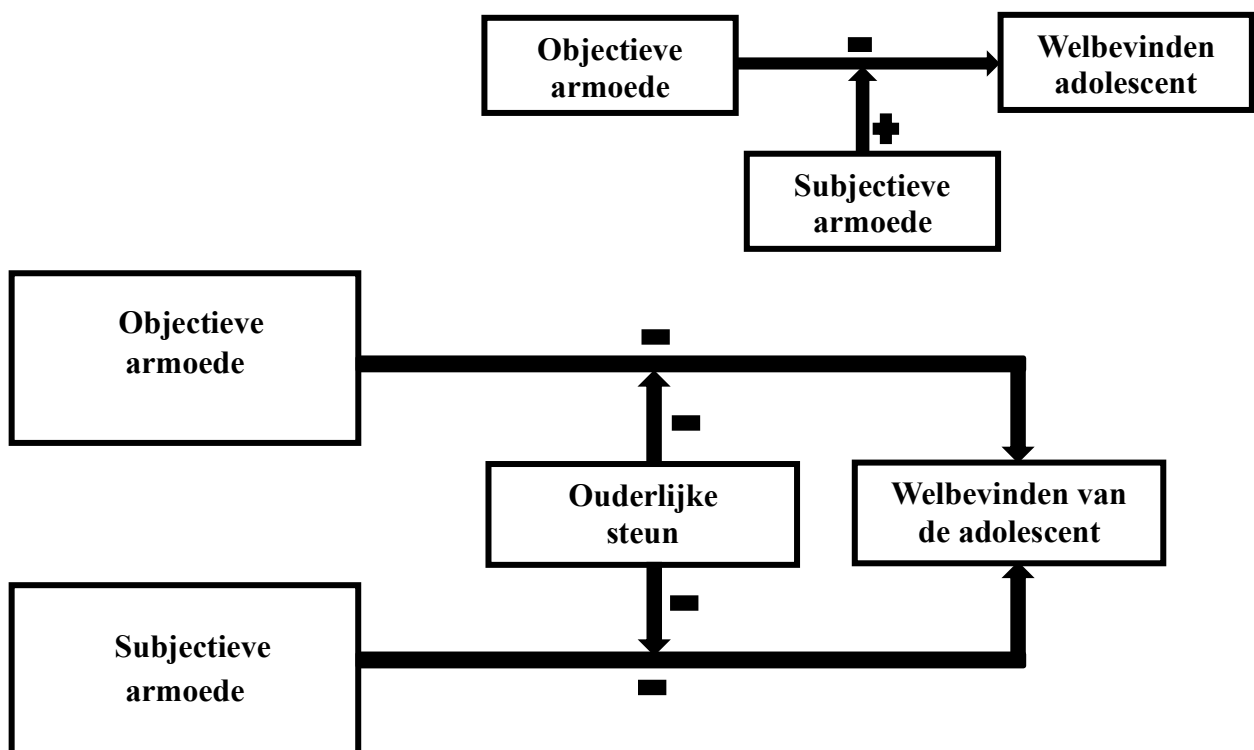 Objectieve
armoede
Welbevinden
adolescent
Subjectieve
armoede
Objectieve
armoede
Ouderlijke
steun
Welbevinden van
de adolescent
Subjectieve
armoede